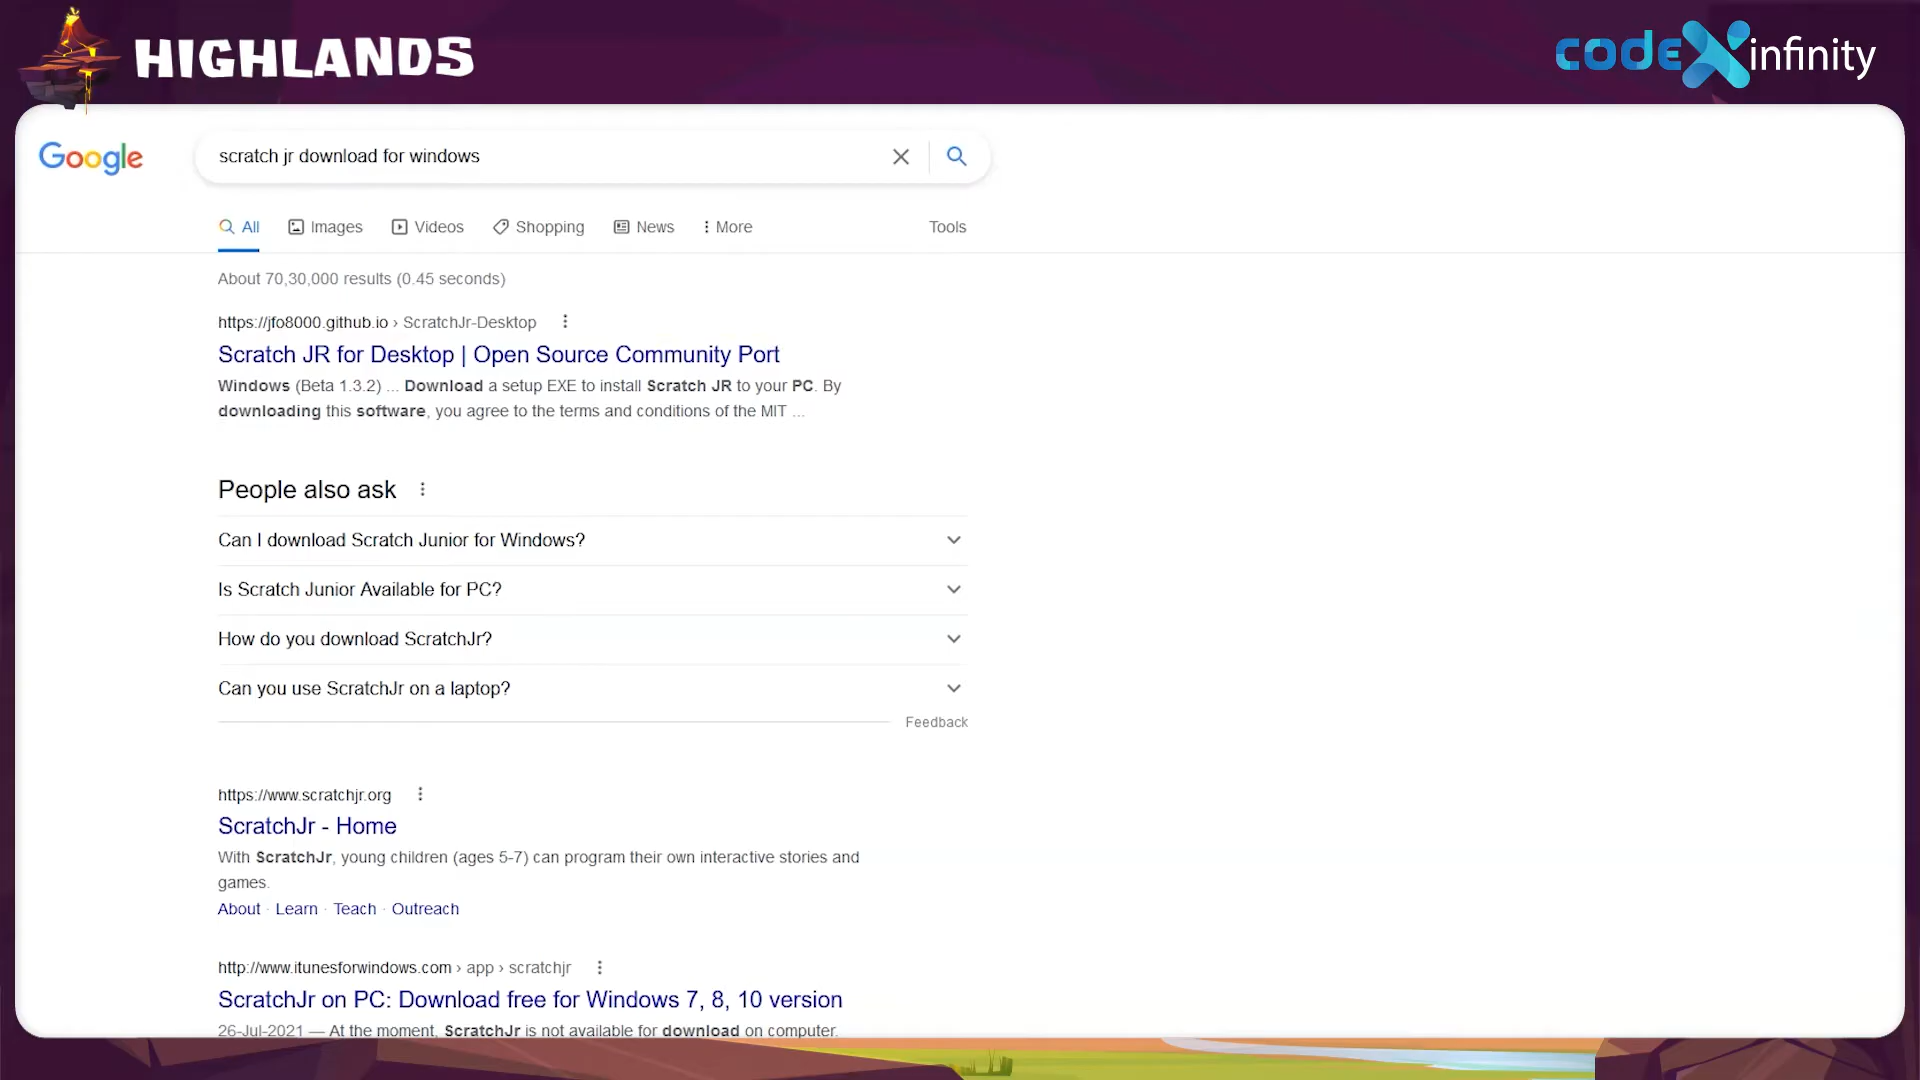 HIGHLANDS
codeXinfinity
Google
scratch jr download for windows
All Images Videos Shopping News More Tools
About 70,30,000 results (0.45 seconds)
https://jfo8000.github.io › ScratchJr-Desktop
Scratch JR for Desktop | Open Source Community Port
Windows (Beta 1.3.2) ... Download a setup EXE to install Scratch JR to your PC. By
downloading this software, you agree to the terms and conditions of the MIT ...
People also ask
Can I download Scratch Junior for Windows?
Is Scratch Junior Available for PC?
How do you download ScratchJr?
Can you use ScratchJr on a laptop?
Feedback
https://www.scratchjr.org
ScratchJr - Home
With ScratchJr, young children (ages 5-7) can program their own interactive stories and
games.
About · Learn · Teach · Outreach
http://www.itunesforwindows.com › app › scratchjr
ScratchJr on PC: Download free for Windows 7, 8, 10 version
26-Jul-2021 — At the moment, ScratchJr is not available for download on computer.